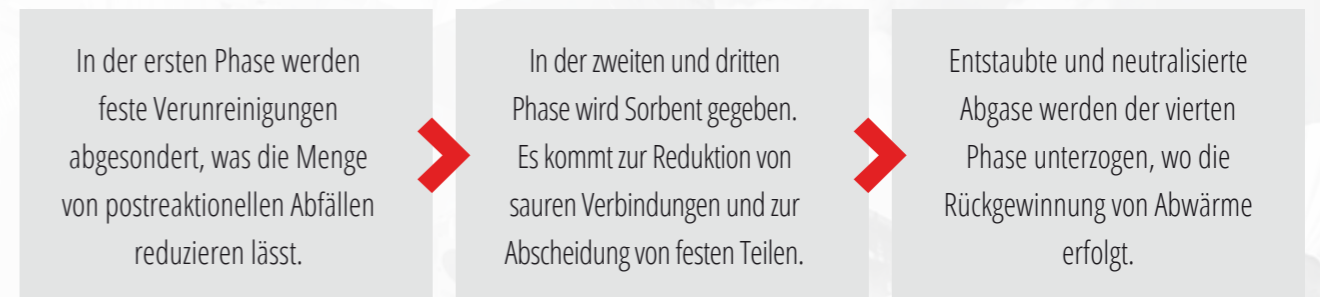 In der ersten Phase werden
feste Verunreinigungen
abgesondert, was die Menge
von postreaktionellen Abfällen
reduzieren lässt.
In der zweiten und dritten
Phase wird Sorbent gegeben.
Es kommt zur Reduktion von
sauren Verbindungen und zur
Abscheidung von festen Teilen.
Entstaubte und neutralisierte
Abgase werden der vierten
Phase unterzogen, wo die
Rückgewinnung von Abwärme
erfolgt.